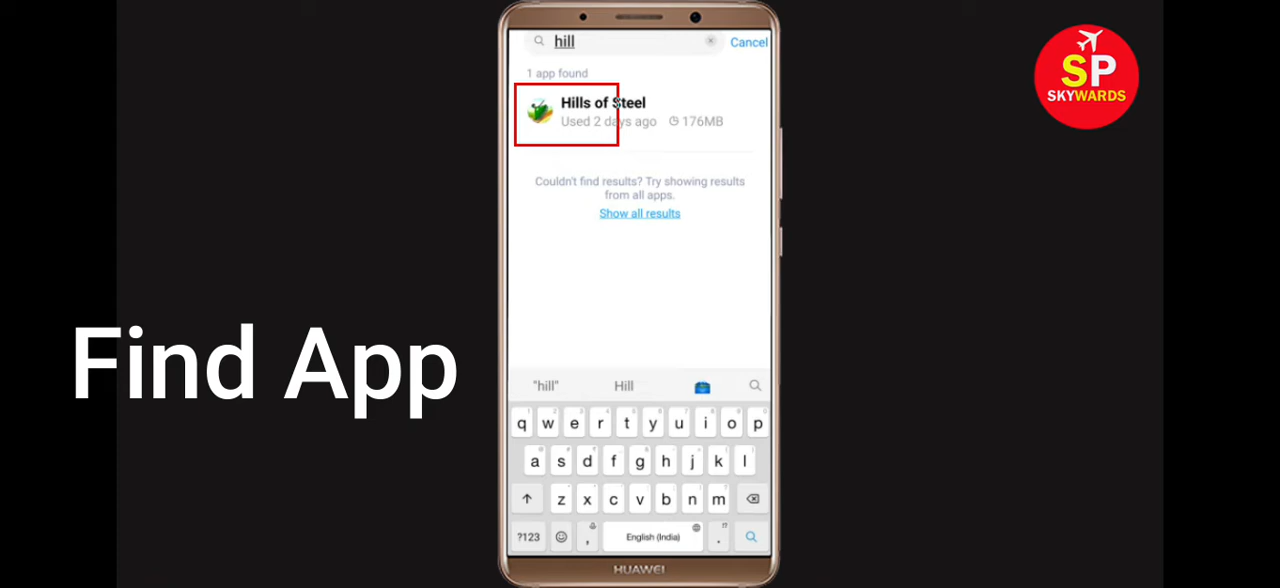 hill
Cancel
1 app found
Hills of Steel
Used 2 days ago 176MB
Couldn't find results? Try showing results
from all apps.
Show all results
SP
SKYWARDS
Find App
"hill" Hill
q w e r t y u i o p
a s d f g h j k l
z x c v b n m
?123 , English (India) .
HUAWEI